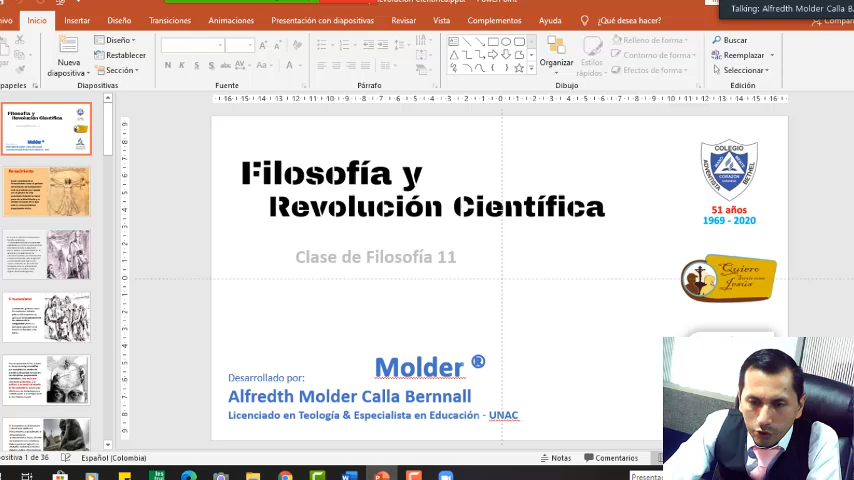 Talking: Alfredth Molder Calla B.
Inicio
Insertar
Diseño
Transiciones
Animaciones
Presentación con diapositivas
Revisar
Vista
Complementos
Ayuda
¿Qué desea hacer?
Nueva
diapositiva
Diseño
Restablecer
Sección
Diapositivas
Fuente
Párrafo
Organizar
Estilos
rápidos
Relleno de forma
Contorno de forma
Efectos de forma
Dibujo
Buscar
Reemplazar
Seleccionar
Edición
Filosofía y
Revolución Científica
Clase de Filosofía 11
COLEGIO
ADVENTISTA
BETHEL
CORAZÓN
51 años
1969 - 2020
Quiero
Jesús
Molder ®
Desarrollado por:
Alfredth Molder Calla Bernnall
Licenciado en Teología & Especialista en Educación - UNAC
Filosofía y
Revolución Científica
El Humanismo
1 de 36
Español (Colombia)
Notas
Comentarios